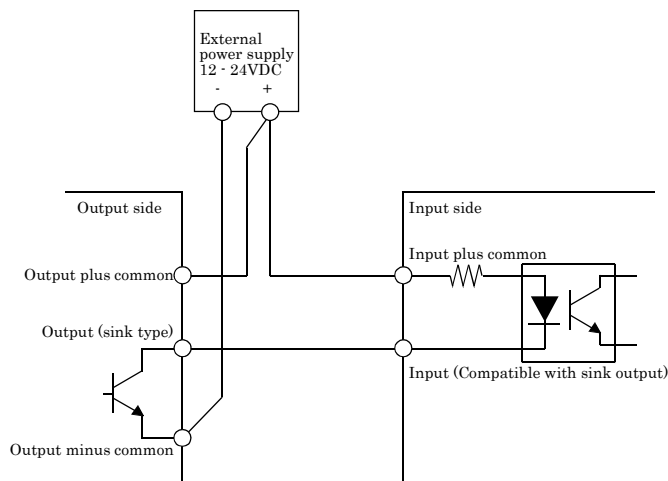 External
power supply
12 - 24VDC
- +
Output side
Input side
Input plus common
Output plus common
Output (sink type)
Input (Compatible with sink output)
Output minus common